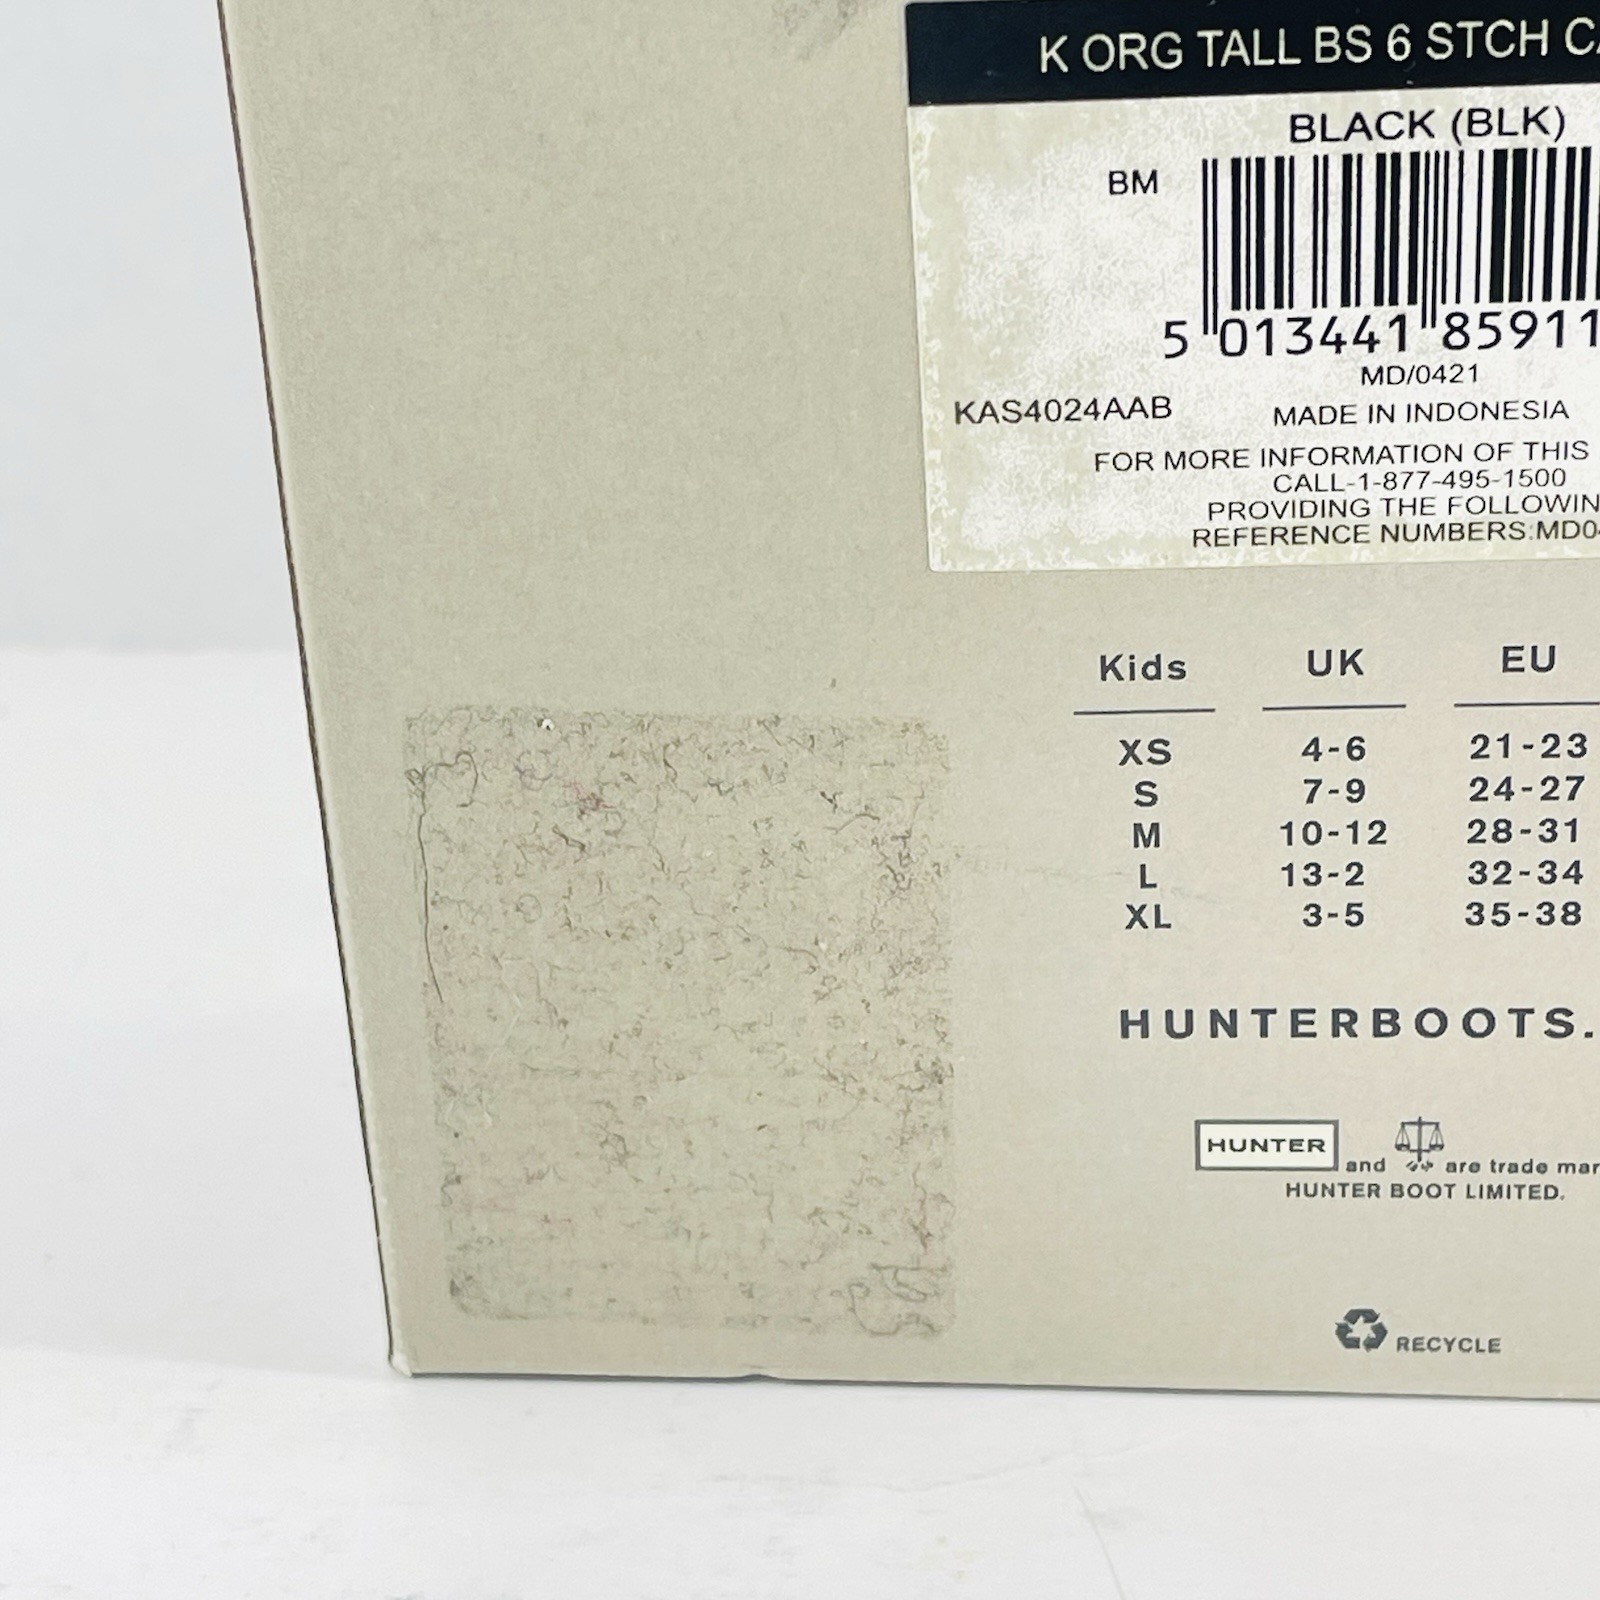 K ORG TALL BS 6 STCH
BLACK (BLK)
BM
5 013441 85911
MD/0421
KAS4024AAB MADE IN INDONESIA
FOR MORE INFORMATION OF THIS
CALL-1-877-495-1500
PROVIDING THE FOLLOWIN
REFERENCE NUMBERS:MD0
Kids UK EU
XS 4-6 21-23
S 7-9 24-27
M 10-12 28-31
L 13-2 32-34
XL 3-5 35-38
HUNTERBOOTS.
HUNTER and are trade mar
HUNTER BOOT LIMITED.
RECYCLE